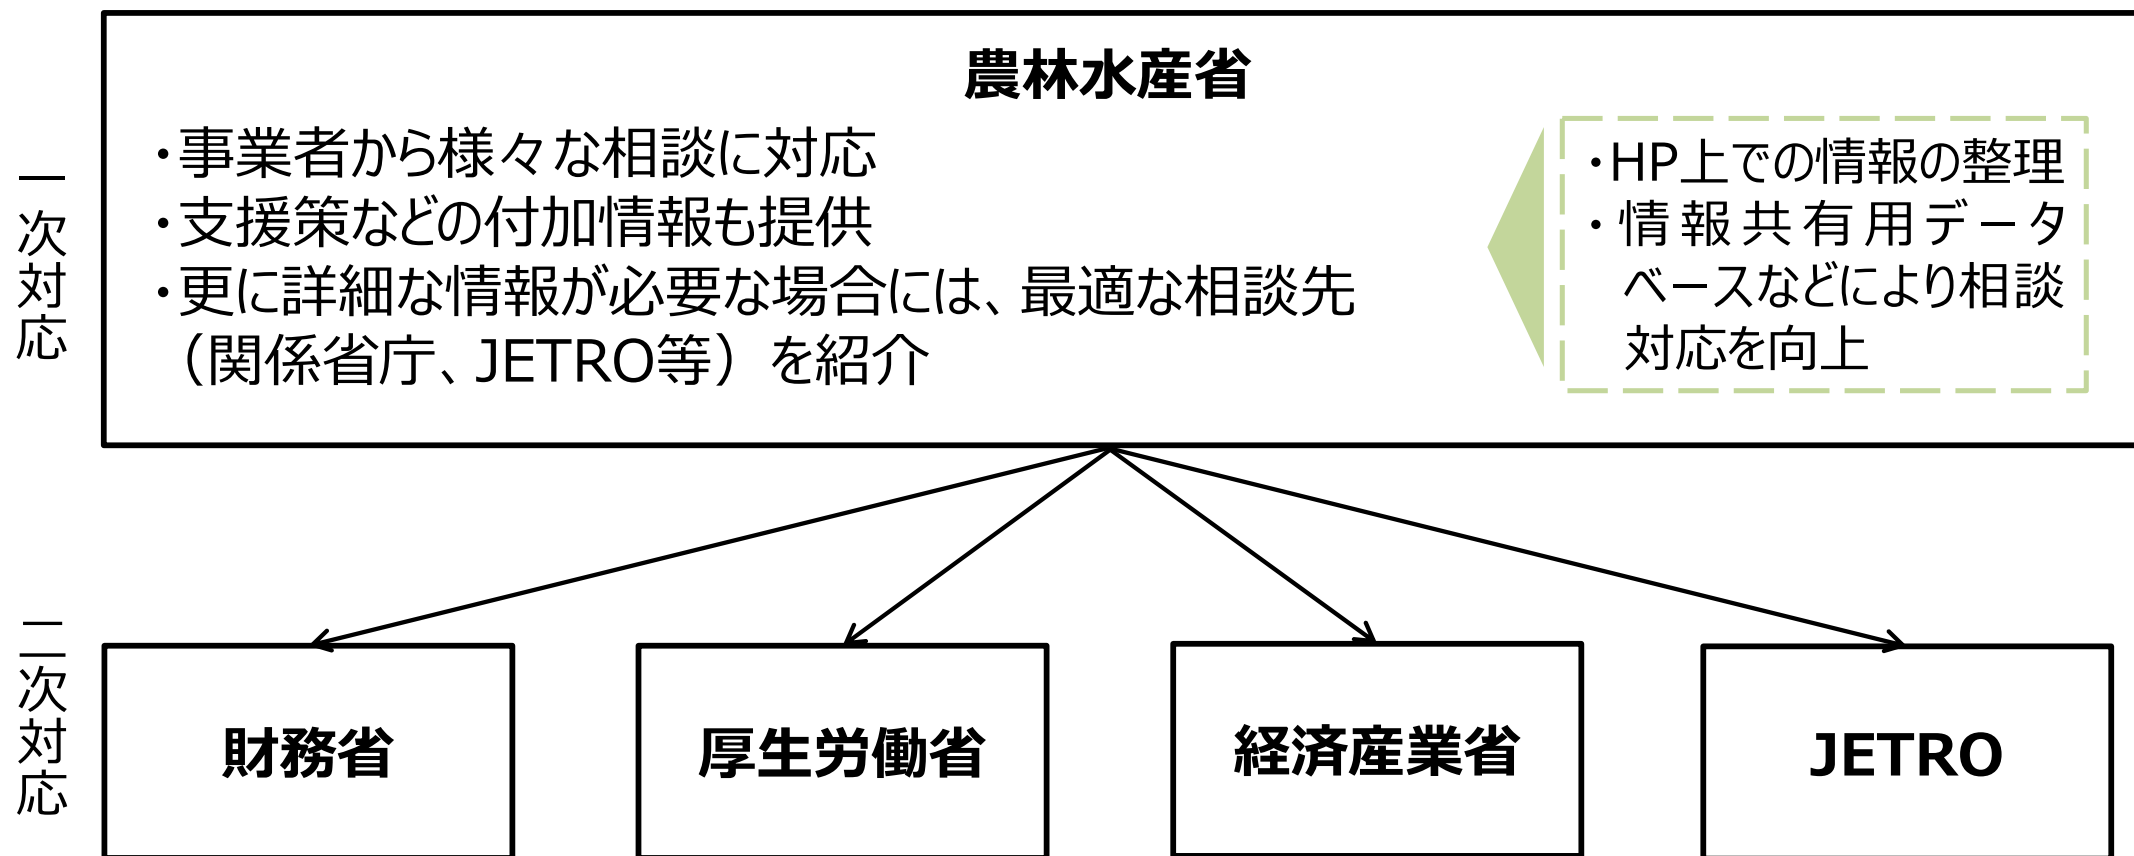 農林水産省
一次対応
・事業者から様々な相談に対応
・支援策などの付加情報も提供
・更に詳細な情報が必要な場合には、最適な相談先
（関係省庁、JETRO等）を紹介
・HP上での情報の整理
・情報共有用データ
ベースなどにより相談
対応を向上
二次対応
財務省
厚生労働省
経済産業省
JETRO